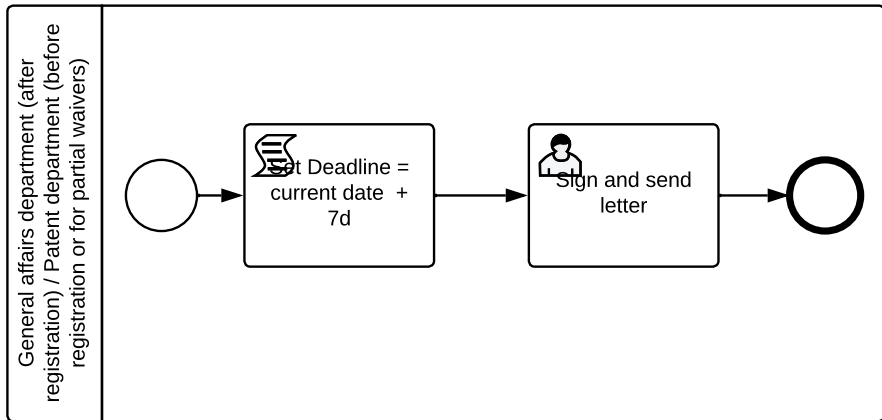 General affairs department (after
registration) / Patent department (before
registration or for partial waivers)
Set Deadline =
current date +
7d
Sign and send
letter